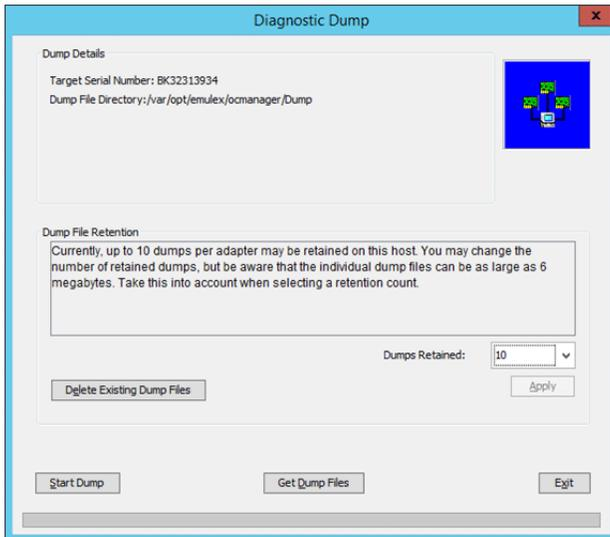 Diagnostic Dump
x
Dump Details
Target Serial Number: BK32313934
Dump File Directory:/var/opt/emulex/ocmanager/Dump
Dump File Retention
Currently, up to 10 dumps per adapter may be retained on this host. You may change the
number of retained dumps, but be aware that the individual dump files can be as large as 6
megabytes. Take this into account when selecting a retention count.
Dumps Retained: 10
Delete Existing Dump Files
Apply
Start Dump
Get Dump Files
Exit